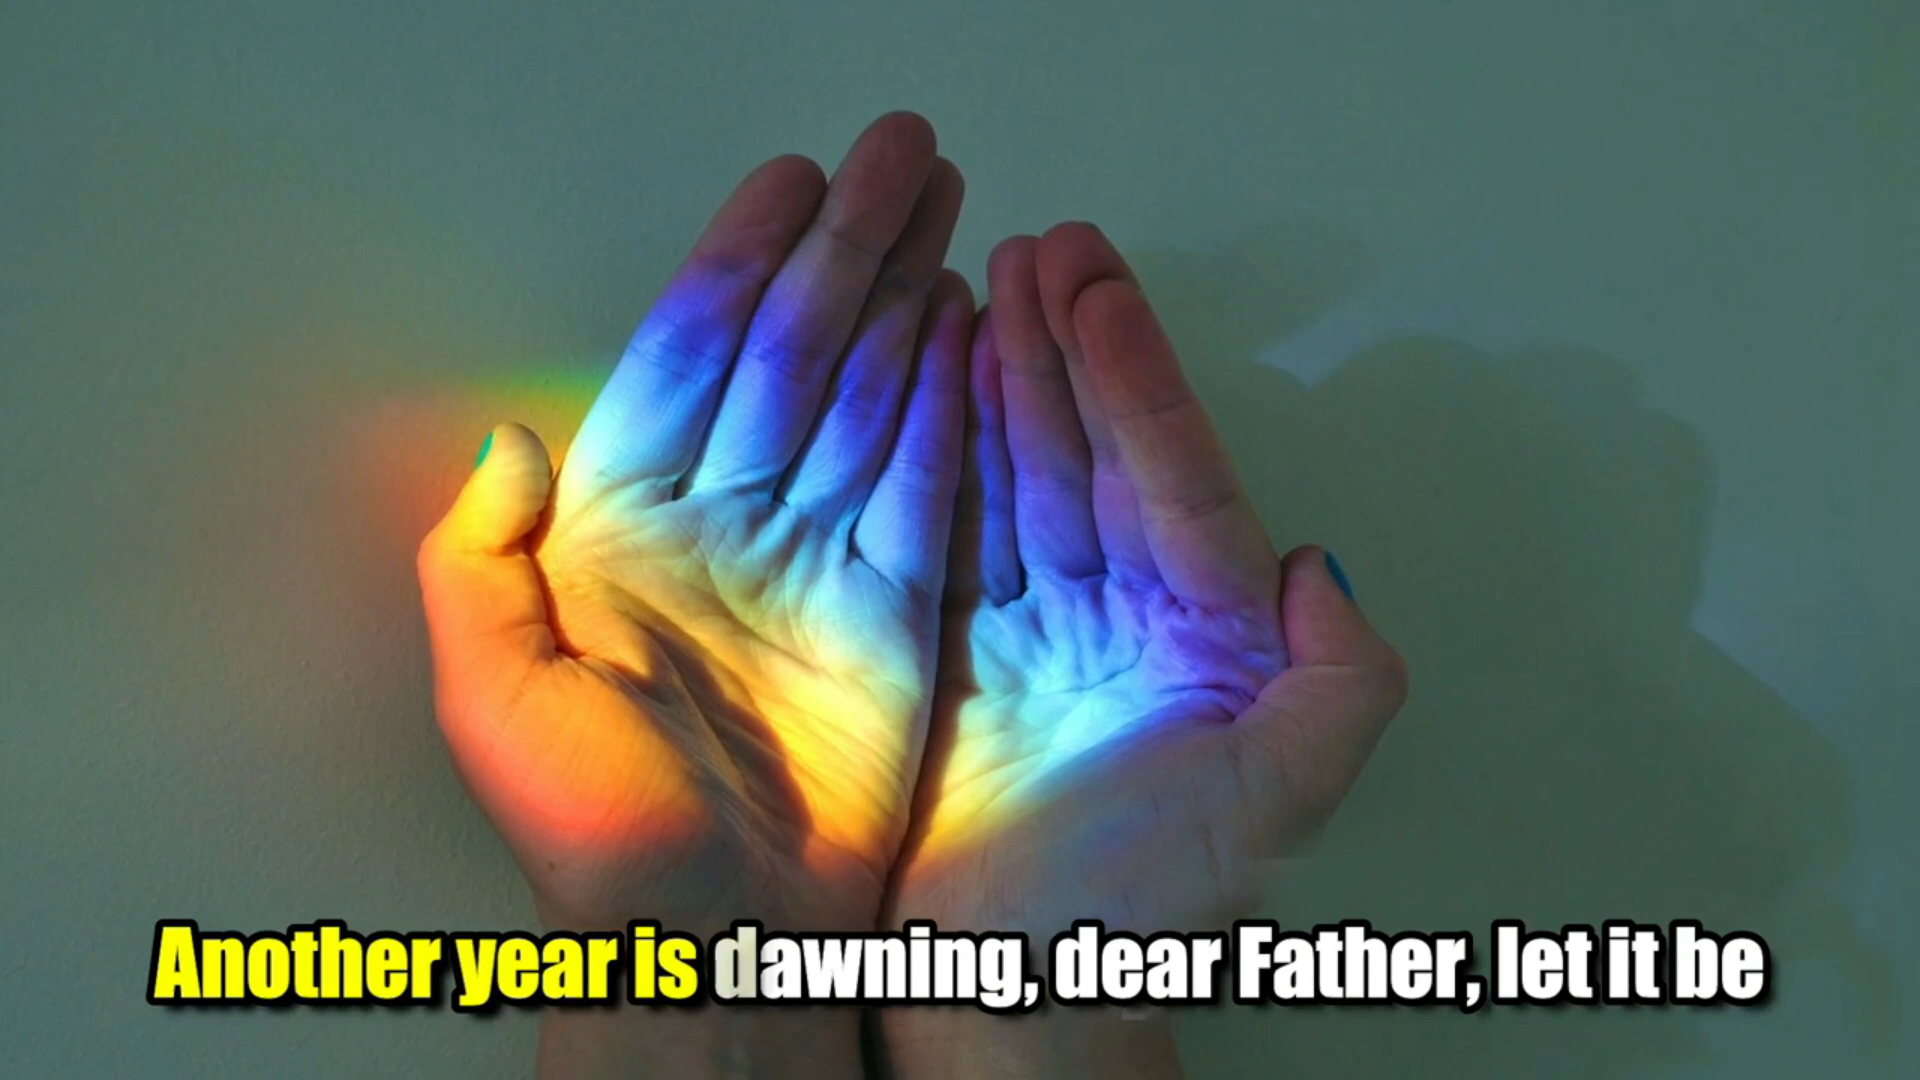 Another year is dawning, dear Father, let it be